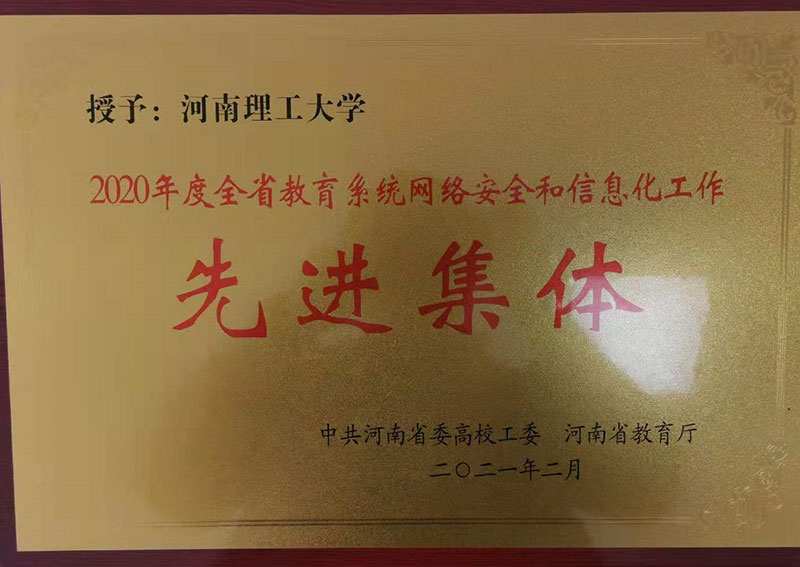 授予：河南理工大学
2020年度全省教育系统网络安全和信息化工作
先进集体
中共河南省委高校工委 河南省教育厅
二〇二一年二月